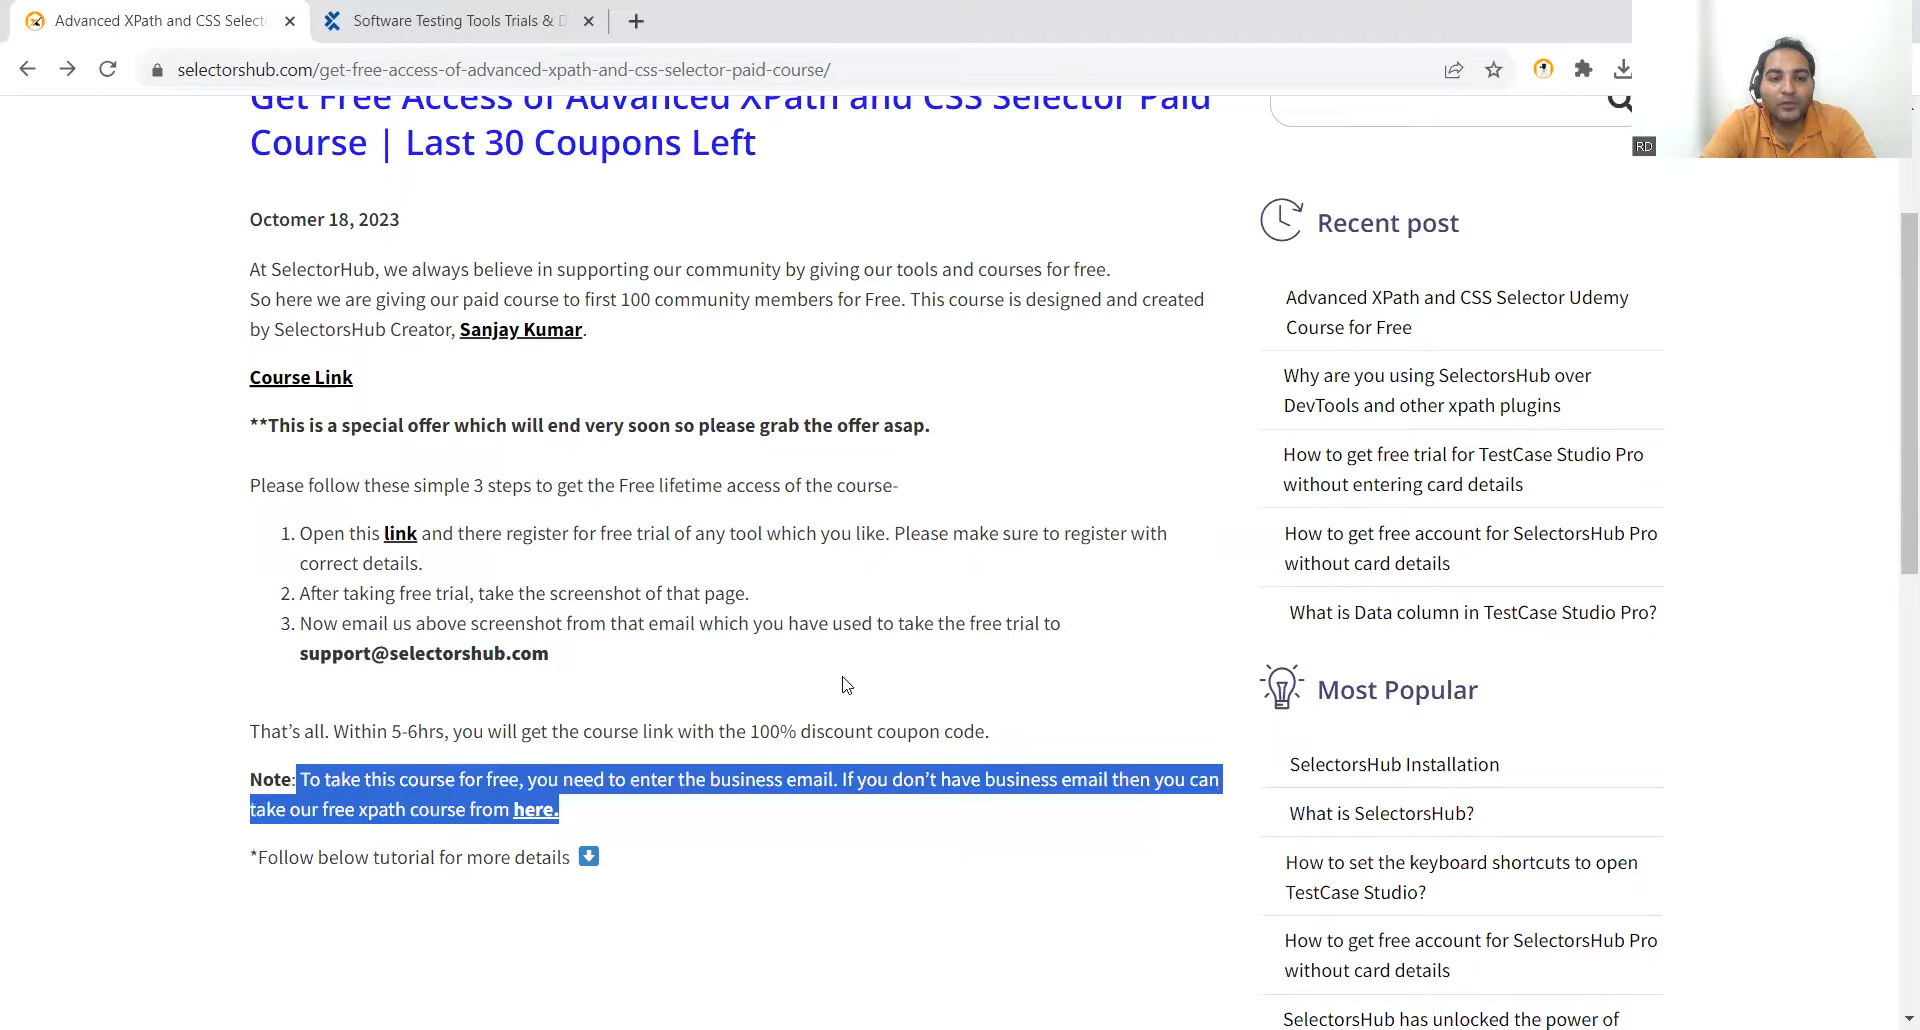 Advanced XPath and CSS Select
Software Testing Tools Trials & D
selectorshub.com/get-free-access-of-advanced-xpath-and-css-selector-paid-course/
RD
Get Free Access of Advanced XPath and CSS Selector Paid
Course | Last 30 Coupons Left
Octomer 18, 2023
At SelectorHub, we always believe in supporting our community by giving our tools and courses for free.
So here we are giving our paid course to first 100 community members for Free. This course is designed and created
by SelectorsHub Creator, Sanjay Kumar.
Course Link
**This is a special offer which will end very soon so please grab the offer asap.
Please follow these simple 3 steps to get the Free lifetime access of the course-
1. Open this link and there register for free trial of any tool which you like. Please make sure to register with
correct details.
2. After taking free trial, take the screenshot of that page.
3. Now email us above screenshot from that email which you have used to take the free trial to
support@selectorshub.com
That's all. Within 5-6hrs, you will get the course link with the 100% discount coupon code.
Note: To take this course for free, you need to enter the business email. If you don't have business email then you can
take our free xpath course from here.
*Follow below tutorial for more details
Recent post
Advanced XPath and CSS Selector Udemy
Course for Free
Why are you using SelectorsHub over
DevTools and other xpath plugins
How to get free trial for TestCase Studio Pro
without entering card details
How to get free account for SelectorsHub Pro
without card details
What is Data column in TestCase Studio Pro?
Most Popular
SelectorsHub Installation
What is SelectorsHub?
How to set the keyboard shortcuts to open
TestCase Studio?
How to get free account for SelectorsHub Pro
without card details
SelectorsHub has unlocked the power of